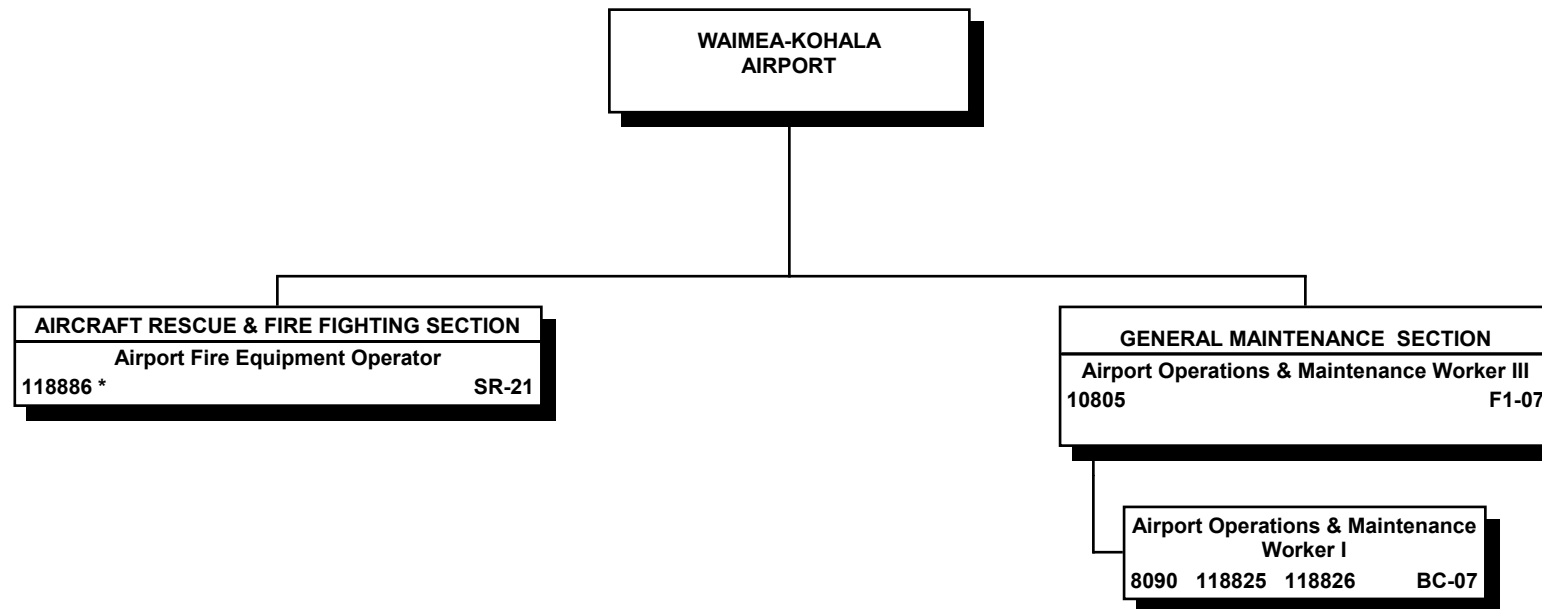 WAIMEA-KOHALA
AIRPORT
AIRCRAFT RESCUE & FIRE FIGHTING SECTION
Airport Fire Equipment Operator
118886 * SR-21
GENERAL MAINTENANCE SECTION
Airport Operations & Maintenance Worker III
10805 F1-07
Airport Operations & Maintenance
Worker I
8090 118825 118826 BC-07